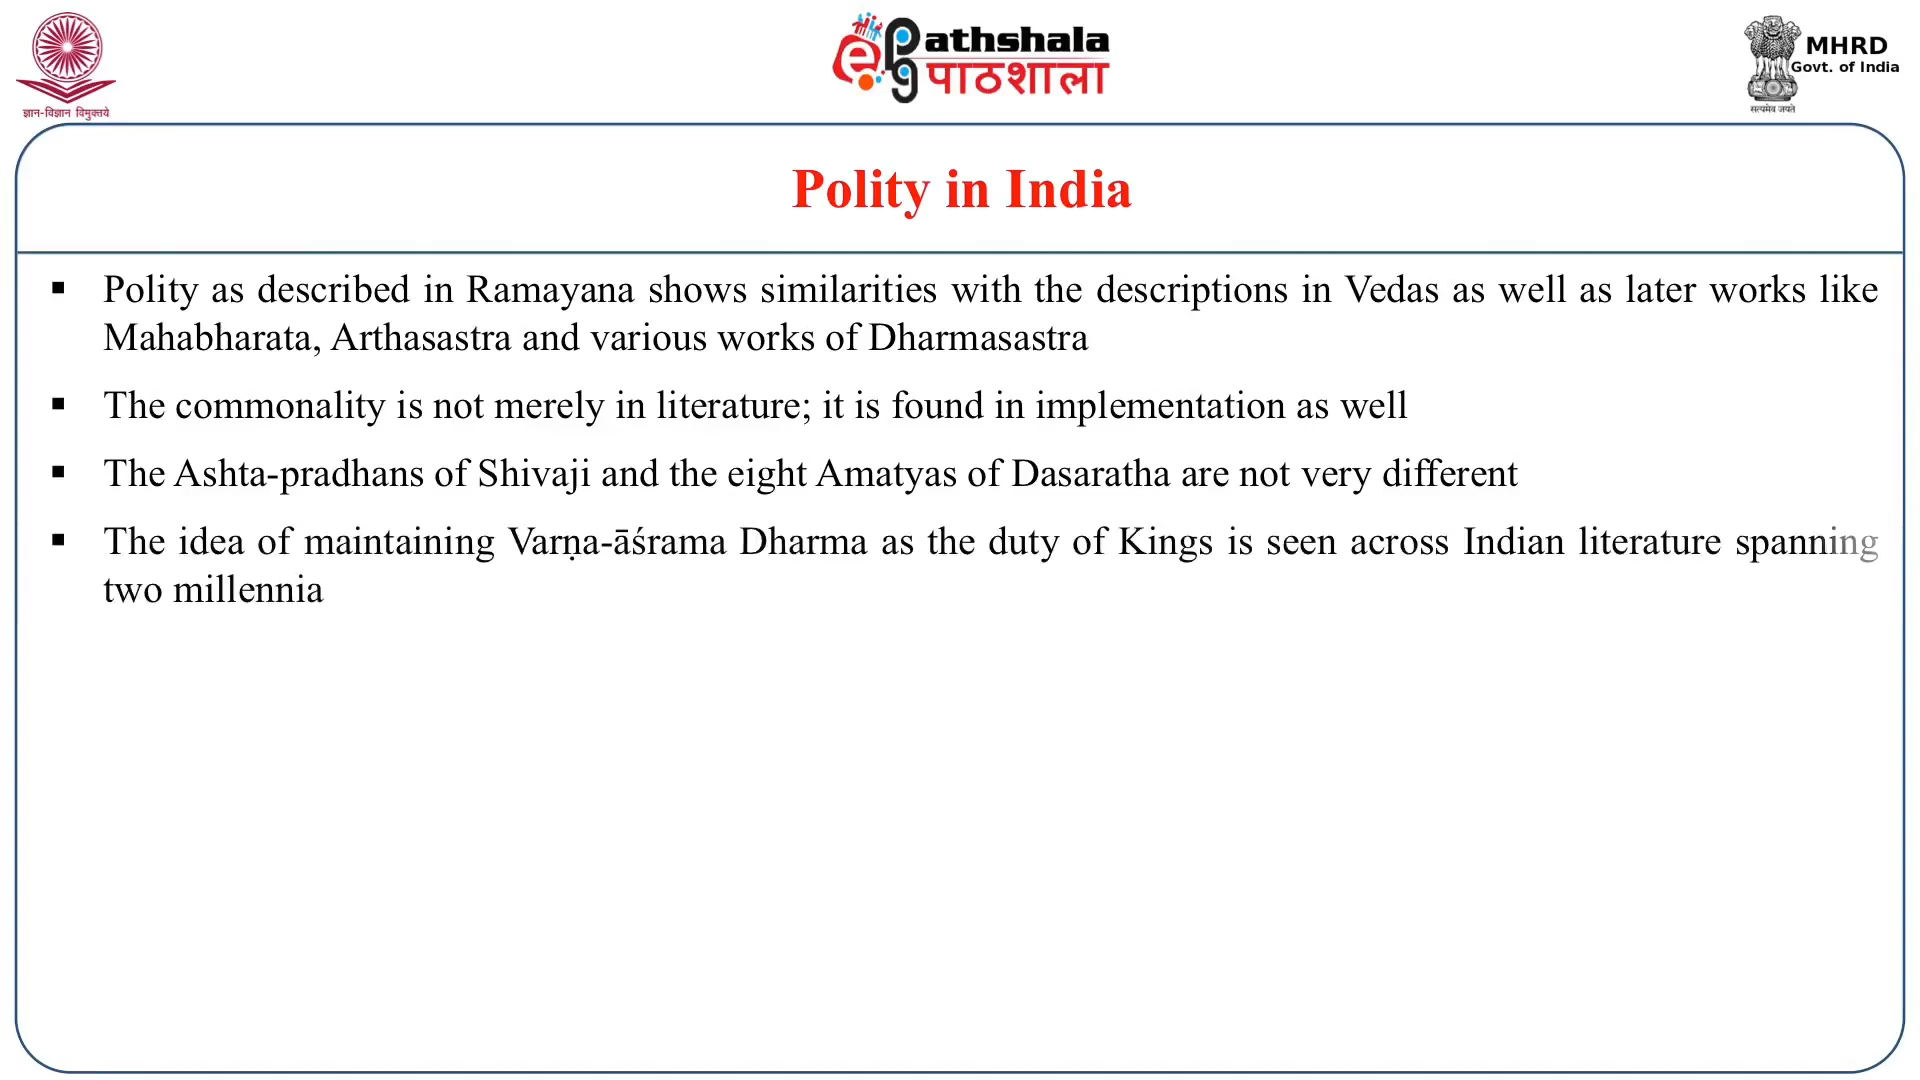 ज्ञान-विज्ञान विमुक्तये
ePathshala
पाठशाला
MHRD
Govt. of India
सत्यमेव जयते
Polity in India
▪ Polity as described in Ramayana shows similarities with the descriptions in Vedas as well as later works like
Mahabharata, Arthasastra and various works of Dharmasastra
▪ The commonality is not merely in literature; it is found in implementation as well
▪ The Ashta-pradhans of Shivaji and the eight Amatyas of Dasaratha are not very different
▪ The idea of maintaining Varṇa-āśrama Dharma as the duty of Kings is seen across Indian literature spanning
two millennia